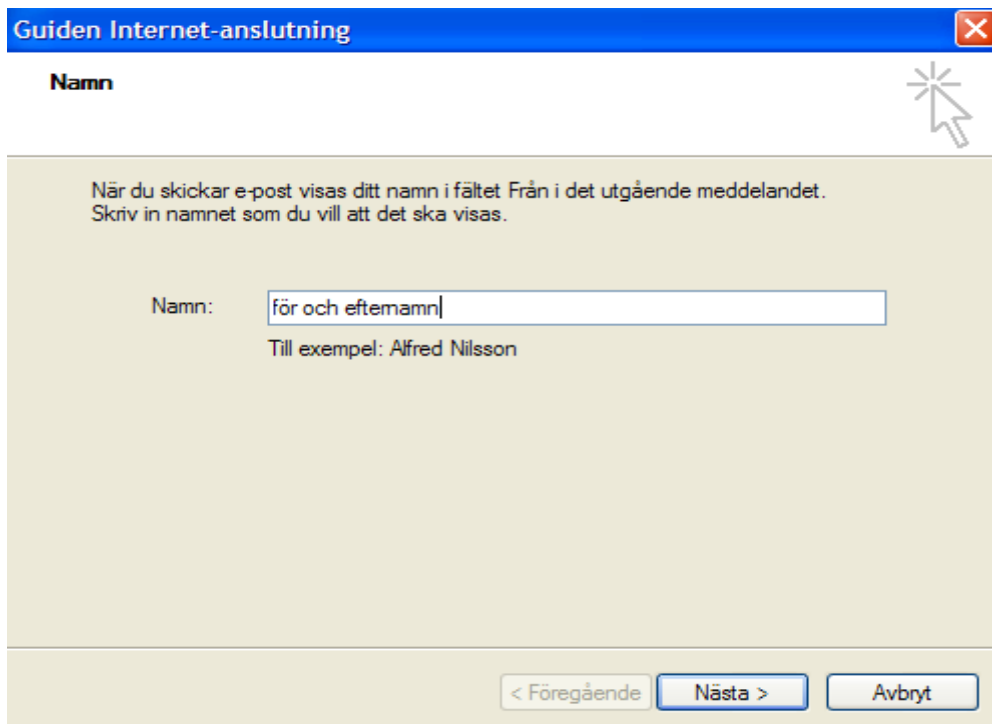 Guiden Internet-anslutning
Namn
När du skickar e-post visas ditt namn i fältet Från i det utgående meddelandet.
Skriv in namnet som du vill att det ska visas.
Namn: för och efternamn
Till exempel: Alfred Nilsson
< Föregående Nästa > Avbryt